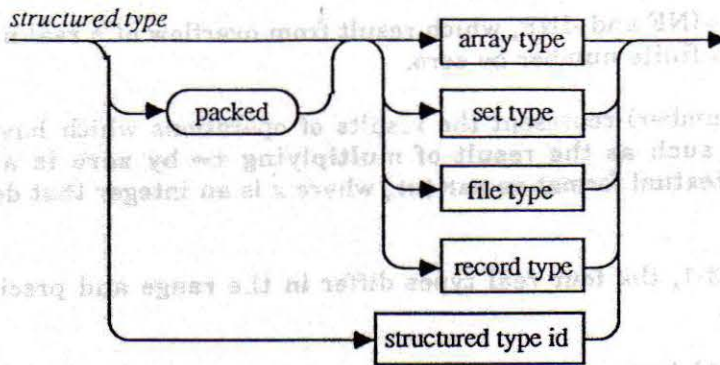 structured type
array type
packed
set type
file type
record type
structured type id